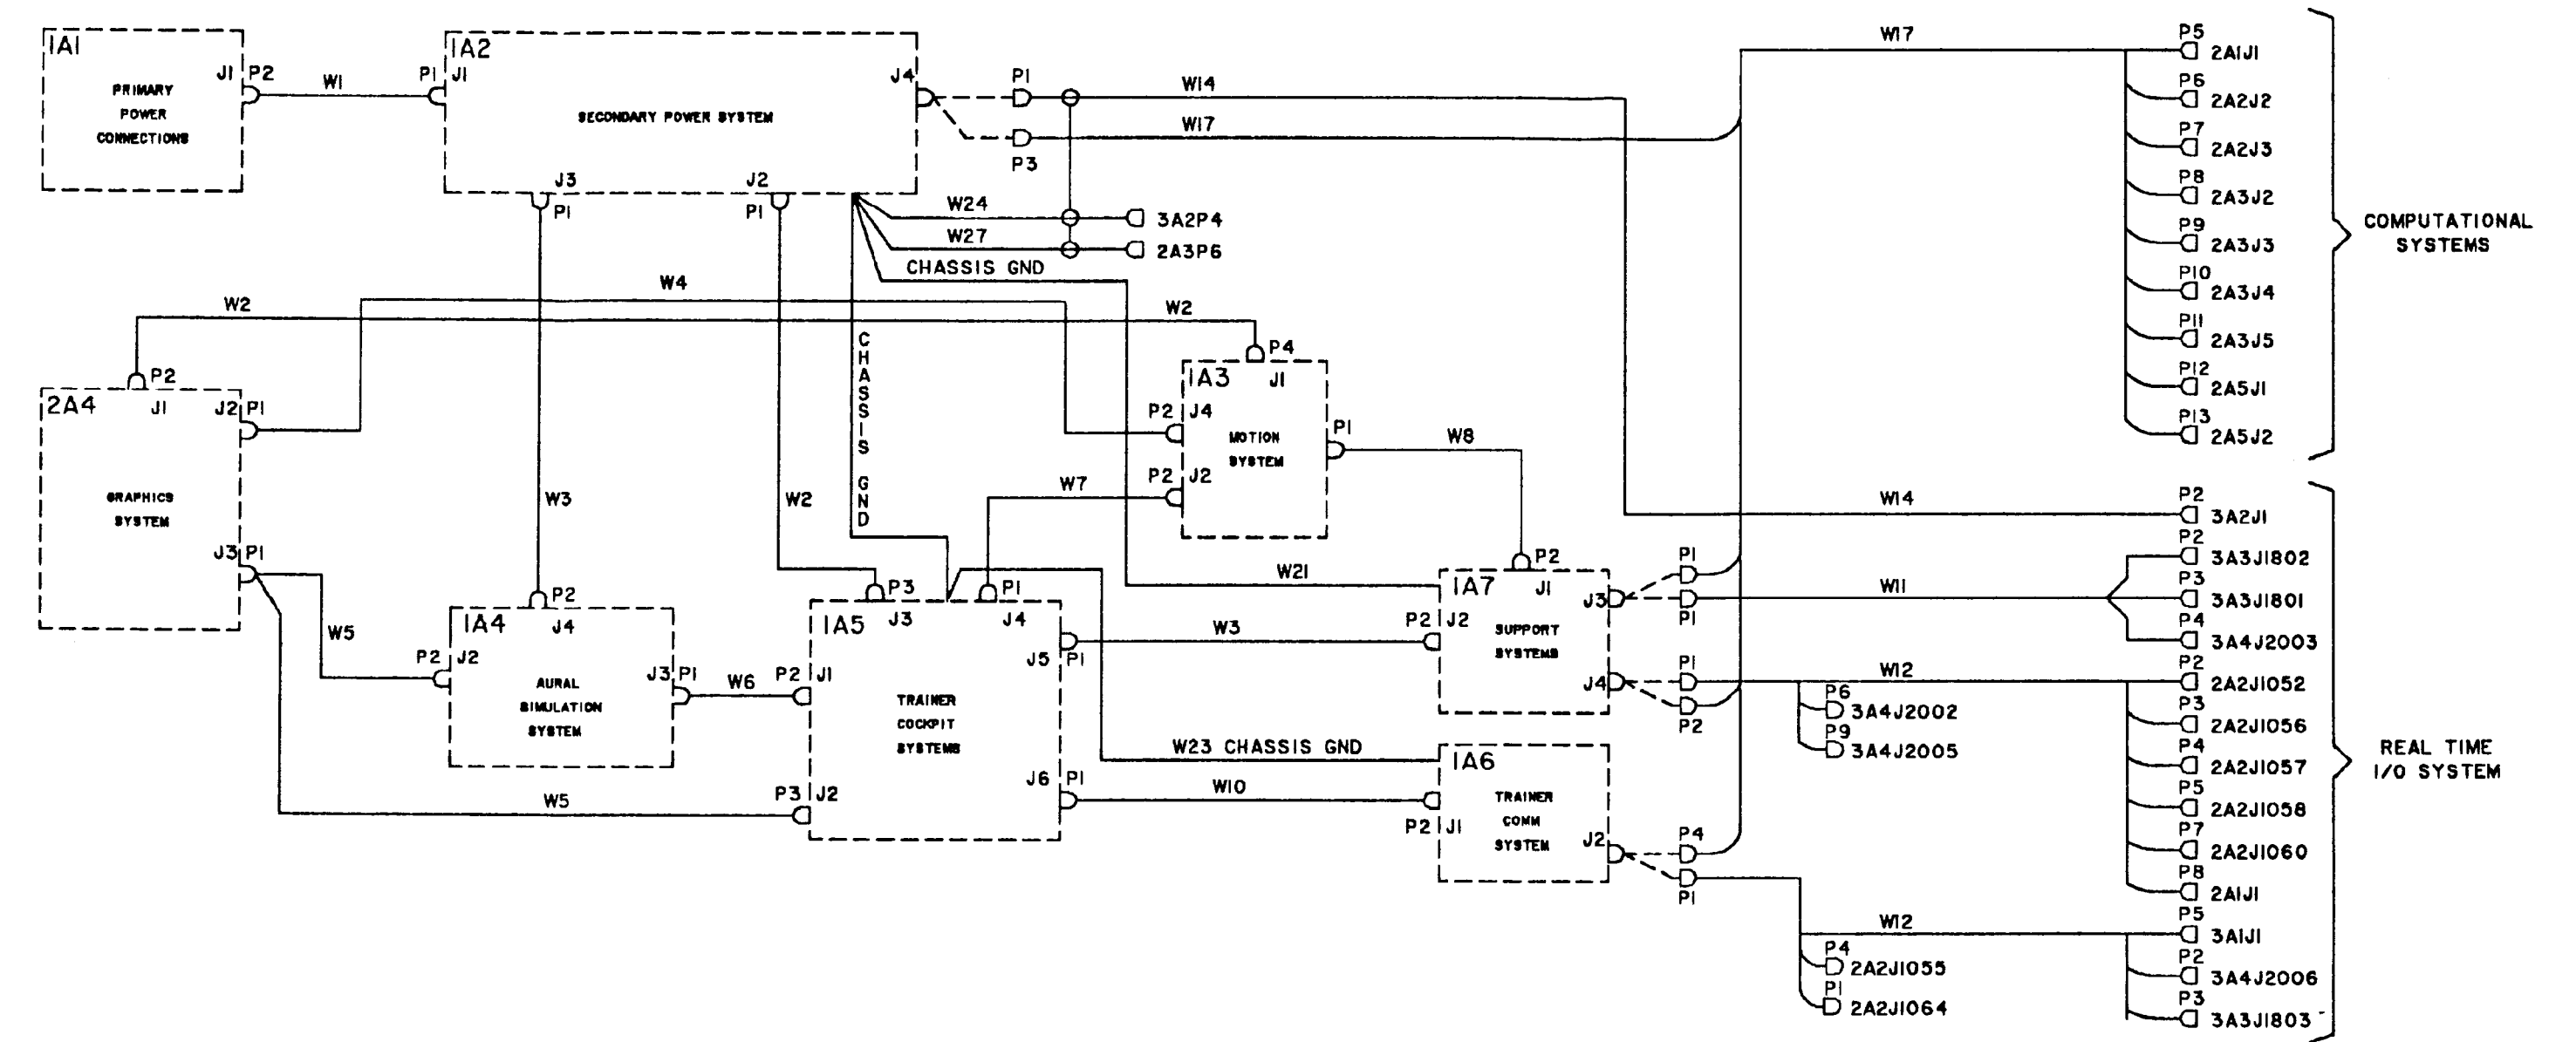 1A1
J1
P2
W1
PRIMARY
POWER
CONNECTIONS
P1
J1
1A2
SECONDARY POWER SYSTEM
J4
J3
P1
J2
P1
P1
W14
W17
P3
W24
3A2P4
W27
2A3P6
CHASSIS GND
W4
W2
W2
CHASSIS GND
W3
W2
2A4
P2
J1
J2
P1
GRAPHICS
SYSTEM
J3
P1
W5
W5
1A4
P2
J4
P2
J2
AURAL
SIMULATION
SYSTEM
J3
P1
W6
1A5
P3
J3
P1
J4
P2
J1
TRAINER
COCKPIT
SYSTEMS
P3
J2
J5
P1
J6
P1
W7
1A3
P4
J1
P2
J4
MOTION
SYSTEM
P2
J2
P1
W8
W21
W3
W23 CHASSIS GND
W10
1A7
P2
J1
P2
J2
SUPPORT
SYSTEMS
J3
J4
P1
P1
P1
P2
1A6
TRAINER
COMM
SYSTEM
P2
J1
J2
P4
P1
W17
P5
2A1J1
P6
2A2J2
P7
2A2J3
P8
2A3J2
P9
2A3J3
P10
2A3J4
P11
2A3J5
P12
2A5J1
P13
2A5J2
COMPUTATIONAL
SYSTEMS
W14
P2
3A2J1
P2
3A3J1802
W11
P3
3A3J1801
P4
3A4J2003
W12
P2
2A2J1052
P6
3A4J2002
P9
3A4J2005
P3
2A2J1056
P4
2A2J1057
P5
2A2J1058
P7
2A2J1060
P8
2A1J1
W12
P5
3A1J1
P4
2A2J1055
P1
2A2J1064
P2
3A4J2006
P3
3A3J1803
REAL TIME
I/O SYSTEM